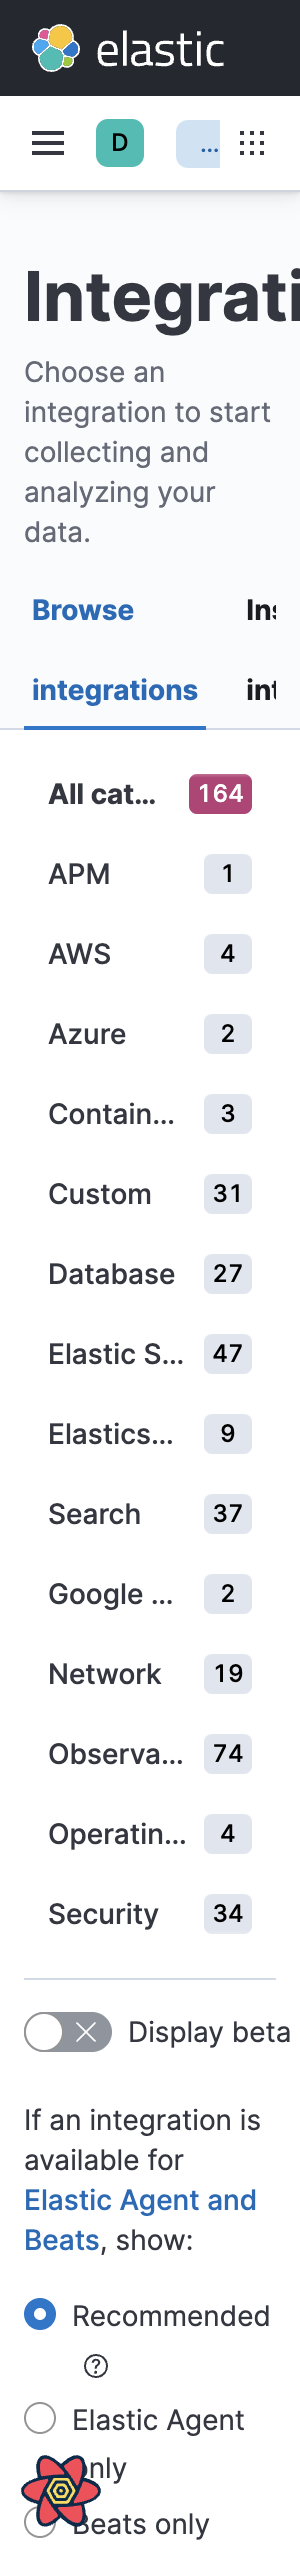 elastic
D ...
Integrati
Choose an
integration to start
collecting and
analyzing your
data.
Browse
integrations
Ins
int
All cat... 164
APM 1
AWS 4
Azure 2
Contain... 3
Custom 31
Database 27
Elastic S... 47
Elastics... 9
Search 37
Google ... 2
Network 19
Observa... 74
Operatin... 4
Security 34
Display beta
If an integration is
available for
Elastic Agent and
Beats, show:
Recommended
Elastic Agent
only
Beats only